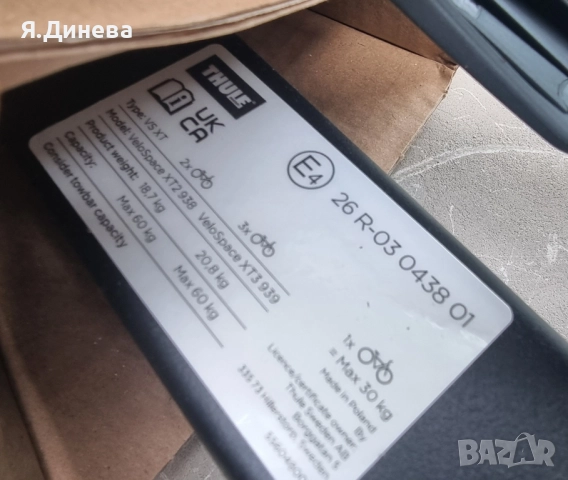 Я.Динева
THULE
UK
CA
Type: VS XT
2x
3x
Model: VeloSpace XT2 938 VeloSpace XT3 939
Product weight: 18,7 kg 20,8 kg
Capacity: Max 60 kg Max 60 kg
Consider towbar capacity
E4
26 R-03 0438 01
1x
= Max 30 kg
Made in Poland
By
Licence/certificate owner:
Thule Sweden AB
Borggatan 5
335 73 Hillerstorp, Sweden
BAZAR